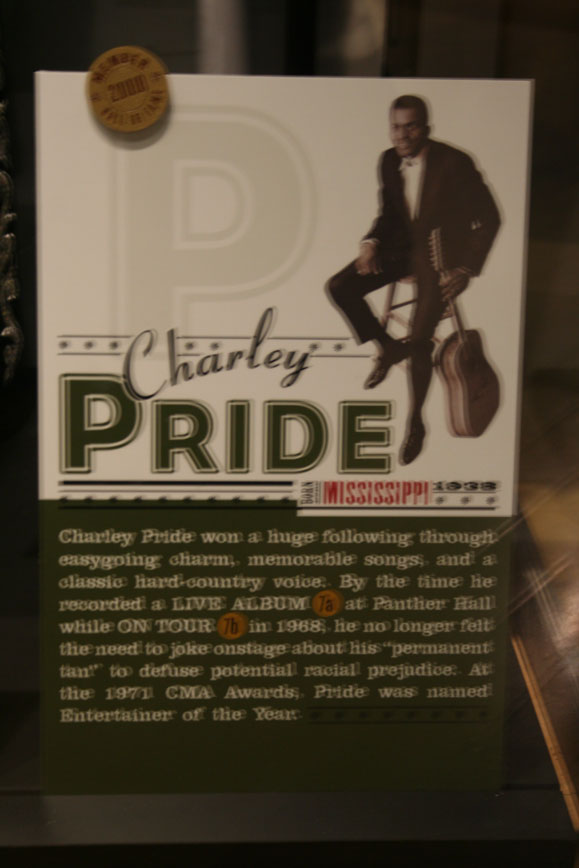 MEMBER
2000
HALL OF FAME
P
Charley
PRIDE
BORN
MISSISSIPPI 1938
Charley Pride won a huge following through
easygoing charm, memorable songs, and a
classic hard-country voice. By the time he
recorded a LIVE ALBUM 7a at Panther Hall
while ON TOUR 7b in 1968, he no longer felt
the need to joke onstage about his "permanent
tan" to defuse potential racial prejudice. At
the 1971 CMA Awards, Pride was named
Entertainer of the Year.